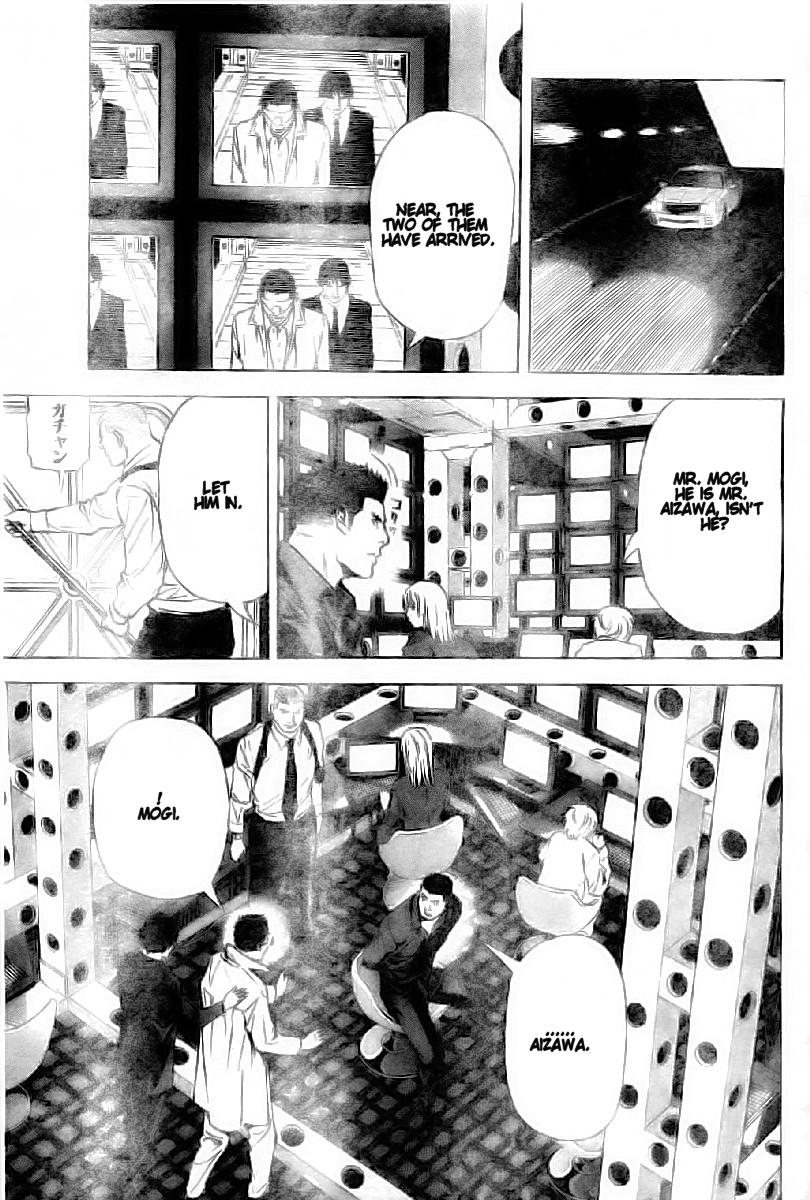 NEAR, THE
TWO OF THEM
HAVE ARRIVED.
MR. MOGI,
HE IS MR.
AIZAWA, ISN'T
HE?
LET
HIM IN.
ガチャン
!
MOGI.
......
AIZAWA.